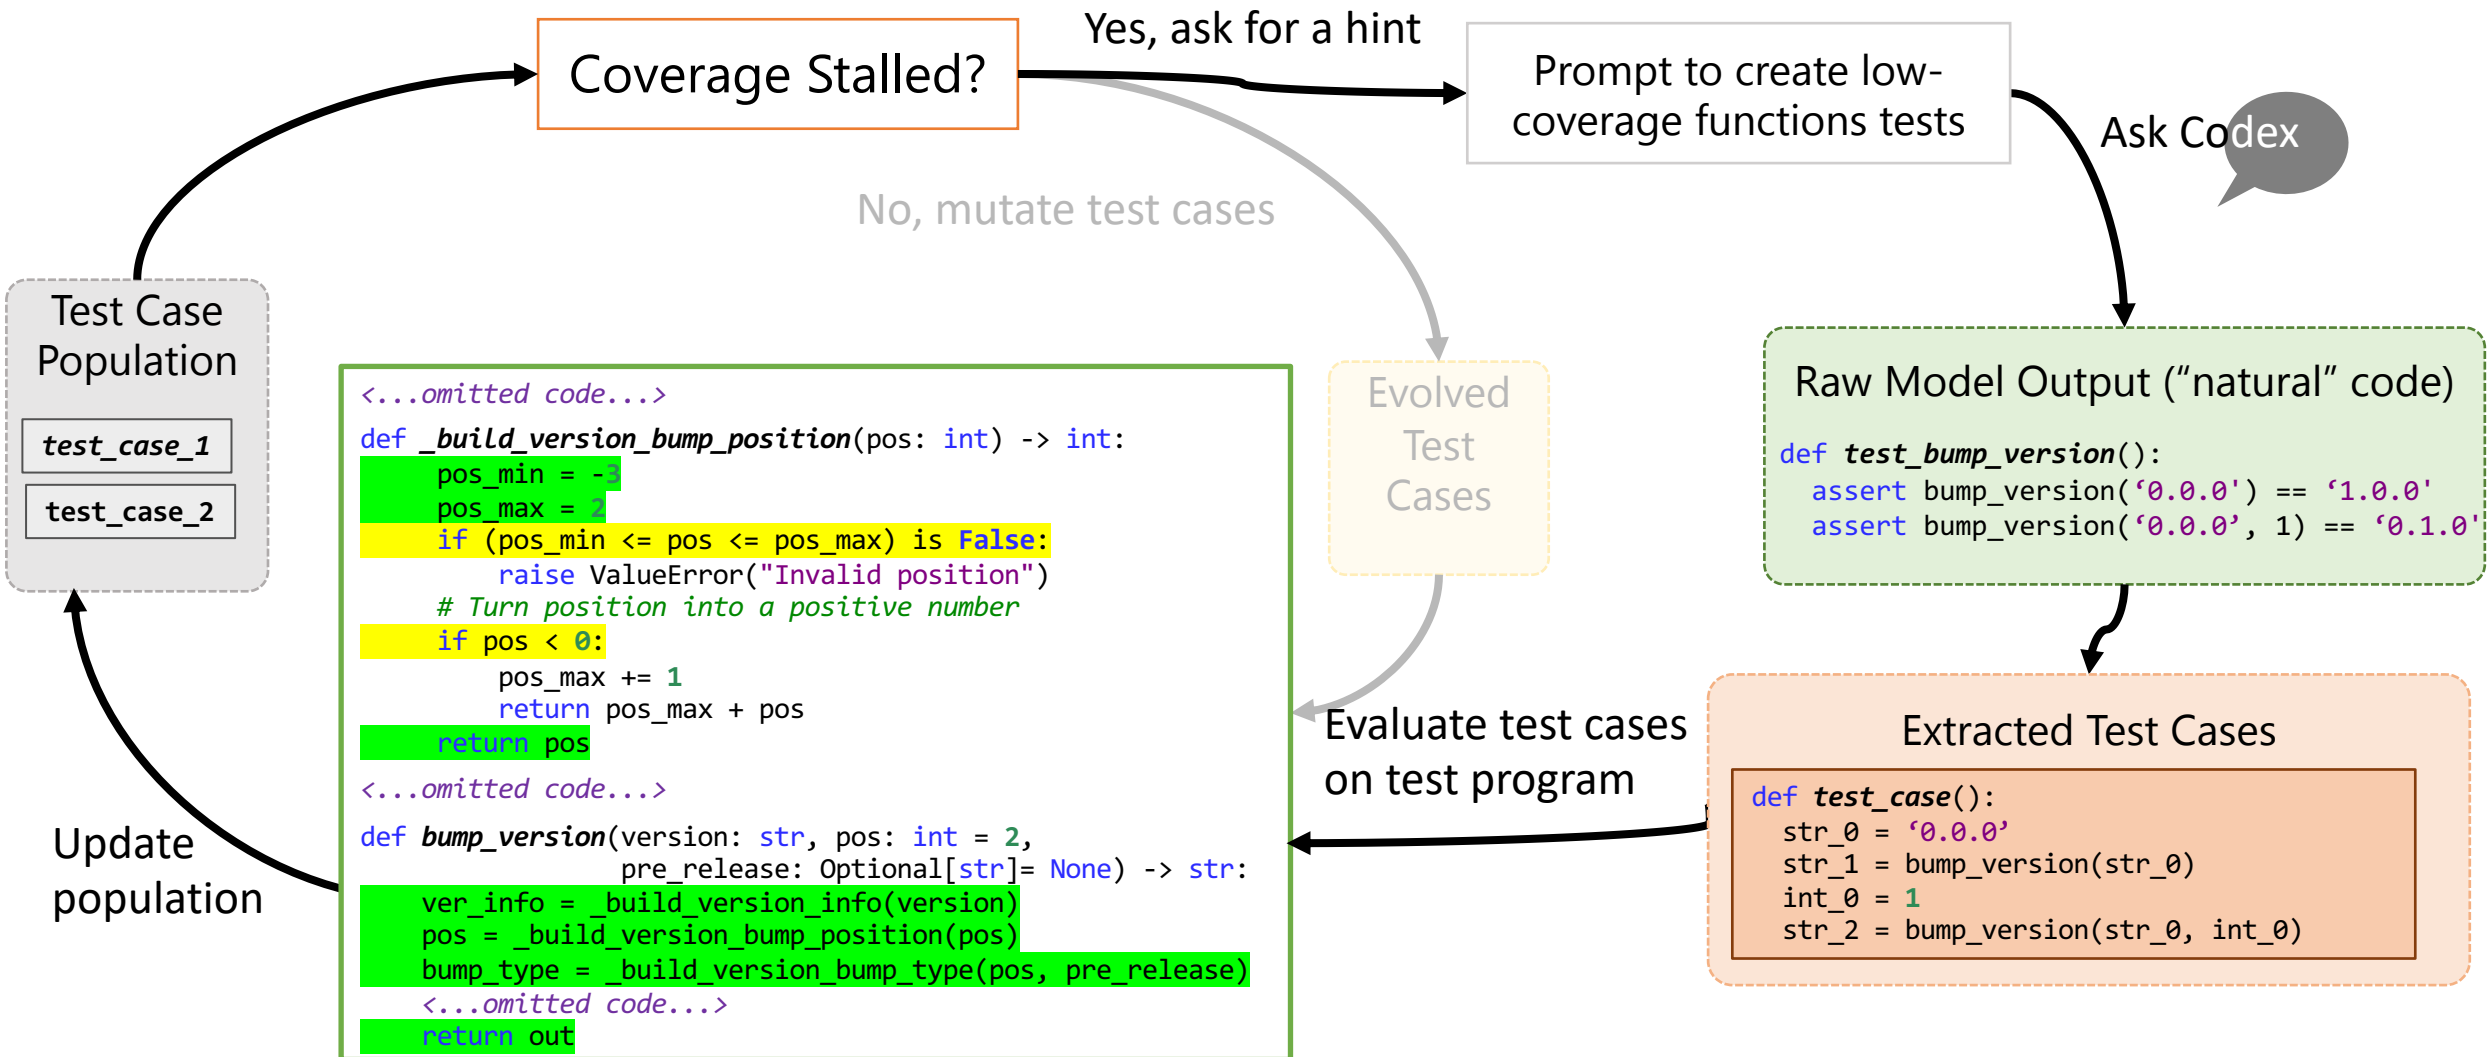 Coverage Stalled?
Yes, ask for a hint
Prompt to create low-
coverage functions tests
Ask Codex
No, mutate test cases
Test Case
Population
test_case_1
test_case_2
<...omitted code...>
def _build_version_bump_position(pos: int) -> int:
pos_min = -3
pos_max = 2
if (pos_min <= pos <= pos_max) is False:
raise ValueError("Invalid position")
# Turn position into a positive number
if pos < 0:
pos_max += 1
return pos_max + pos
return pos
<...omitted code...>
def bump_version(version: str, pos: int = 2,
pre_release: Optional[str]= None) -> str:
ver_info = _build_version_info(version)
pos = _build_version_bump_position(pos)
bump_type = _build_version_bump_type(pos, pre_release)
<...omitted code...>
return out
Evolved
Test
Cases
Raw Model Output (“natural” code)
def test_bump_version():
assert bump_version(‘0.0.0') == ‘1.0.0'
assert bump_version(‘0.0.0’, 1) == ‘0.1.0'
Extracted Test Cases
def test_case():
str_0 = ‘0.0.0’
str_1 = bump_version(str_0)
int_0 = 1
str_2 = bump_version(str_0, int_0)
Evaluate test cases
on test program
Update
population